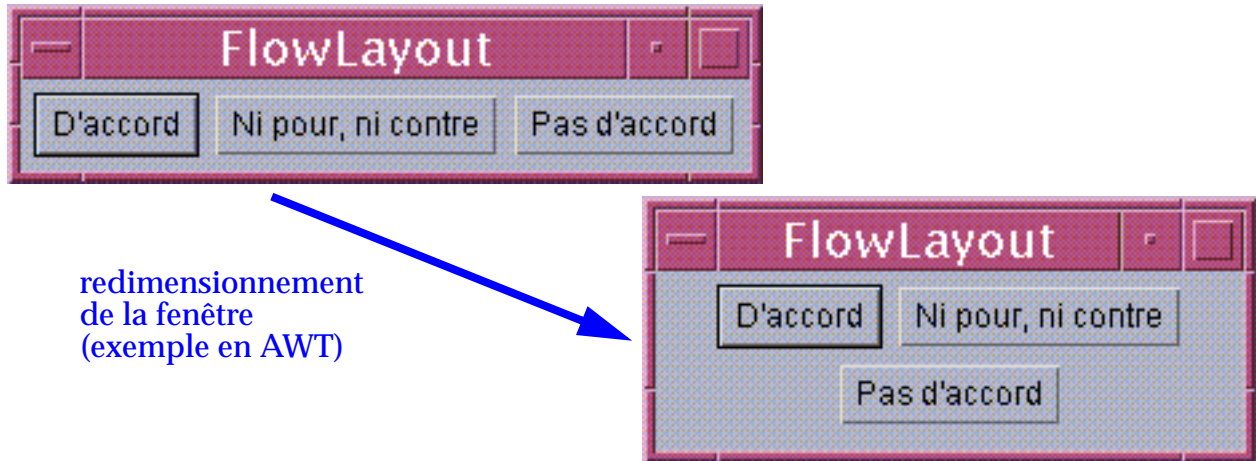 FlowLayout
D'accord Ni pour, ni contre Pas d'accord
redimensionnement
de la fenêtre
(exemple en AWT)
FlowLayout
D'accord Ni pour, ni contre
Pas d'accord